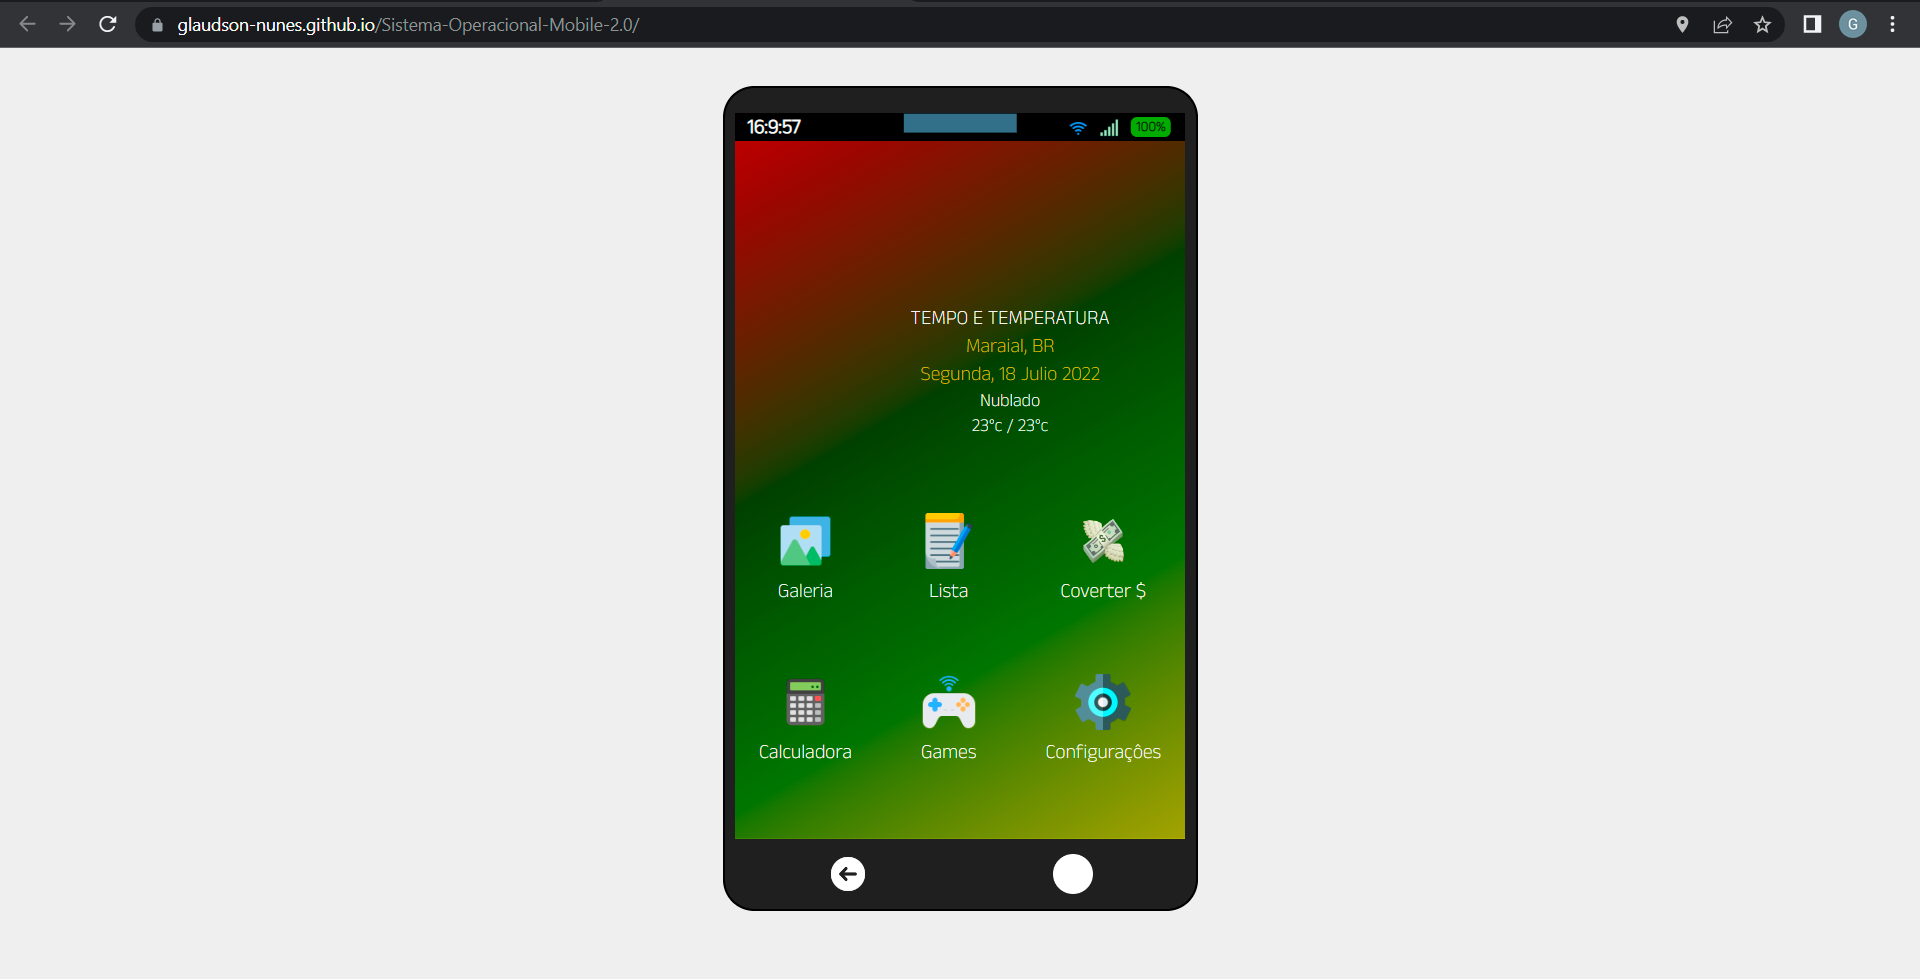 glaudson-nunes.github.io/Sistema-Operacional-Mobile-2.0/
G
16:9:57
100%
TEMPO E TEMPERATURA
Maraial, BR
Segunda, 18 Julio 2022
Nublado
23°c / 23°c
Galeria
Lista
Coverter $
Calculadora
Games
Configuraçôes